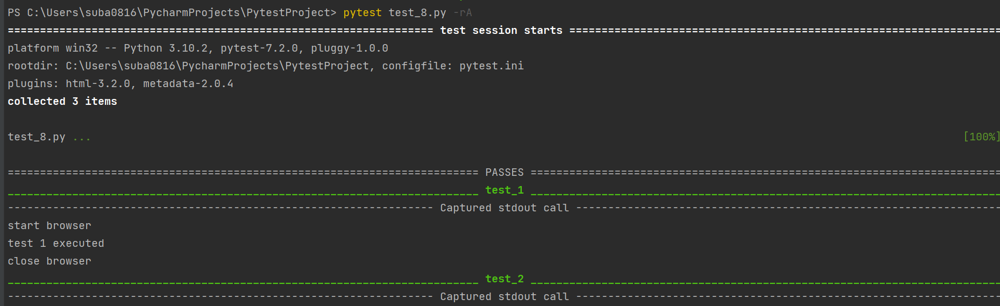 PS C:\Users\suba0816\PycharmProjects\PytestProject> pytest test_8.py -rA
================================================================== test session starts ===================================================================
platform win32 -- Python 3.10.2, pytest-7.2.0, pluggy-1.0.0
rootdir: C:\Users\suba0816\PycharmProjects\PytestProject, configfile: pytest.ini
plugins: html-3.2.0, metadata-2.0.4
collected 3 items
test_8.py ... [100%]
========================================================================= PASSES =========================================================================
_________________________________________________________________________ test_1 _________________________________________________________________________
------------------------------------------------------------------ Captured stdout call ------------------------------------------------------------------
start browser
test 1 executed
close browser
_________________________________________________________________________ test_2 _________________________________________________________________________
------------------------------------------------------------------ Captured stdout call ------------------------------------------------------------------